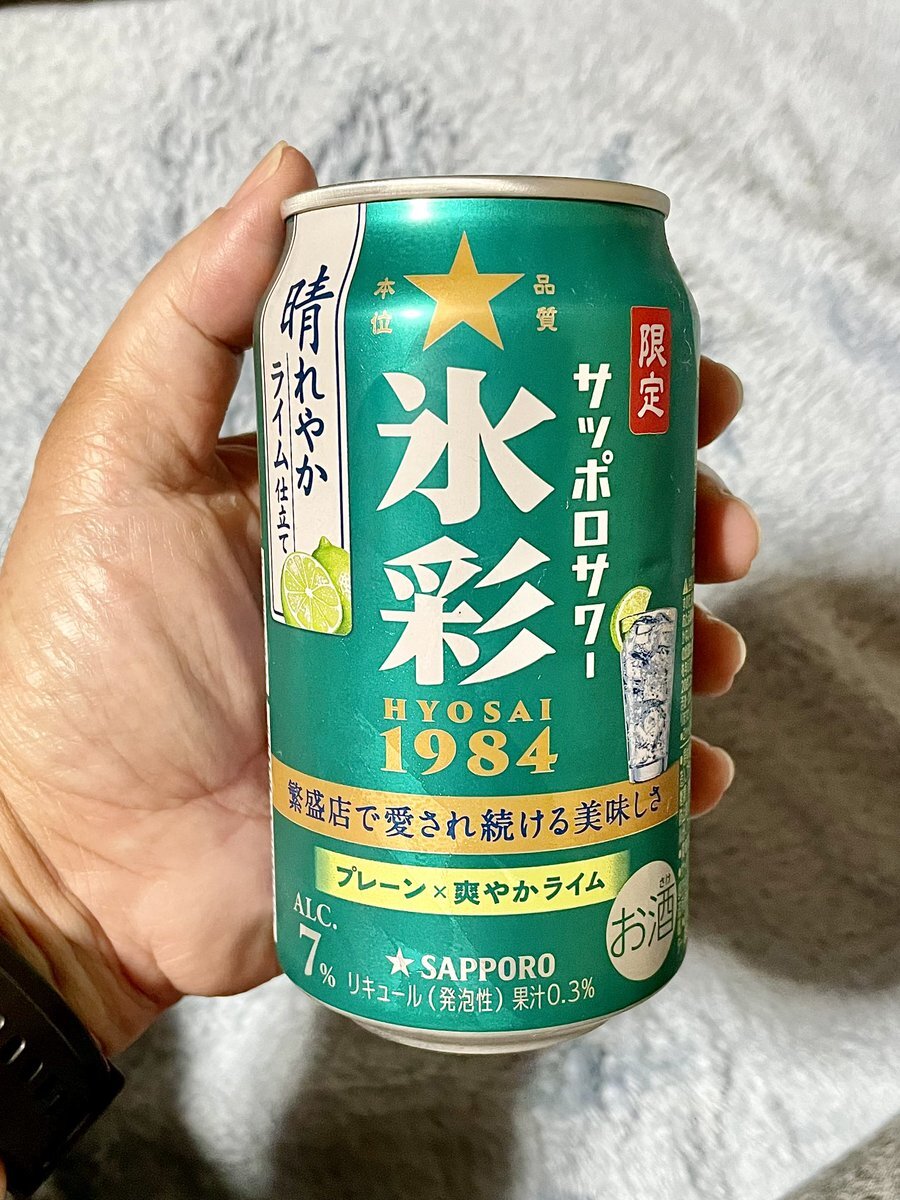 晴れやか
ライム仕立て
品質
本位
限定
サッポロサワー
氷彩
HYOSAI
1984
繁盛店で愛され続ける美味しさ
プレーン×爽やかライム
ALC.
7%
さけ
お酒
SAPPORO
リキュール(発泡性)果汁0.3%